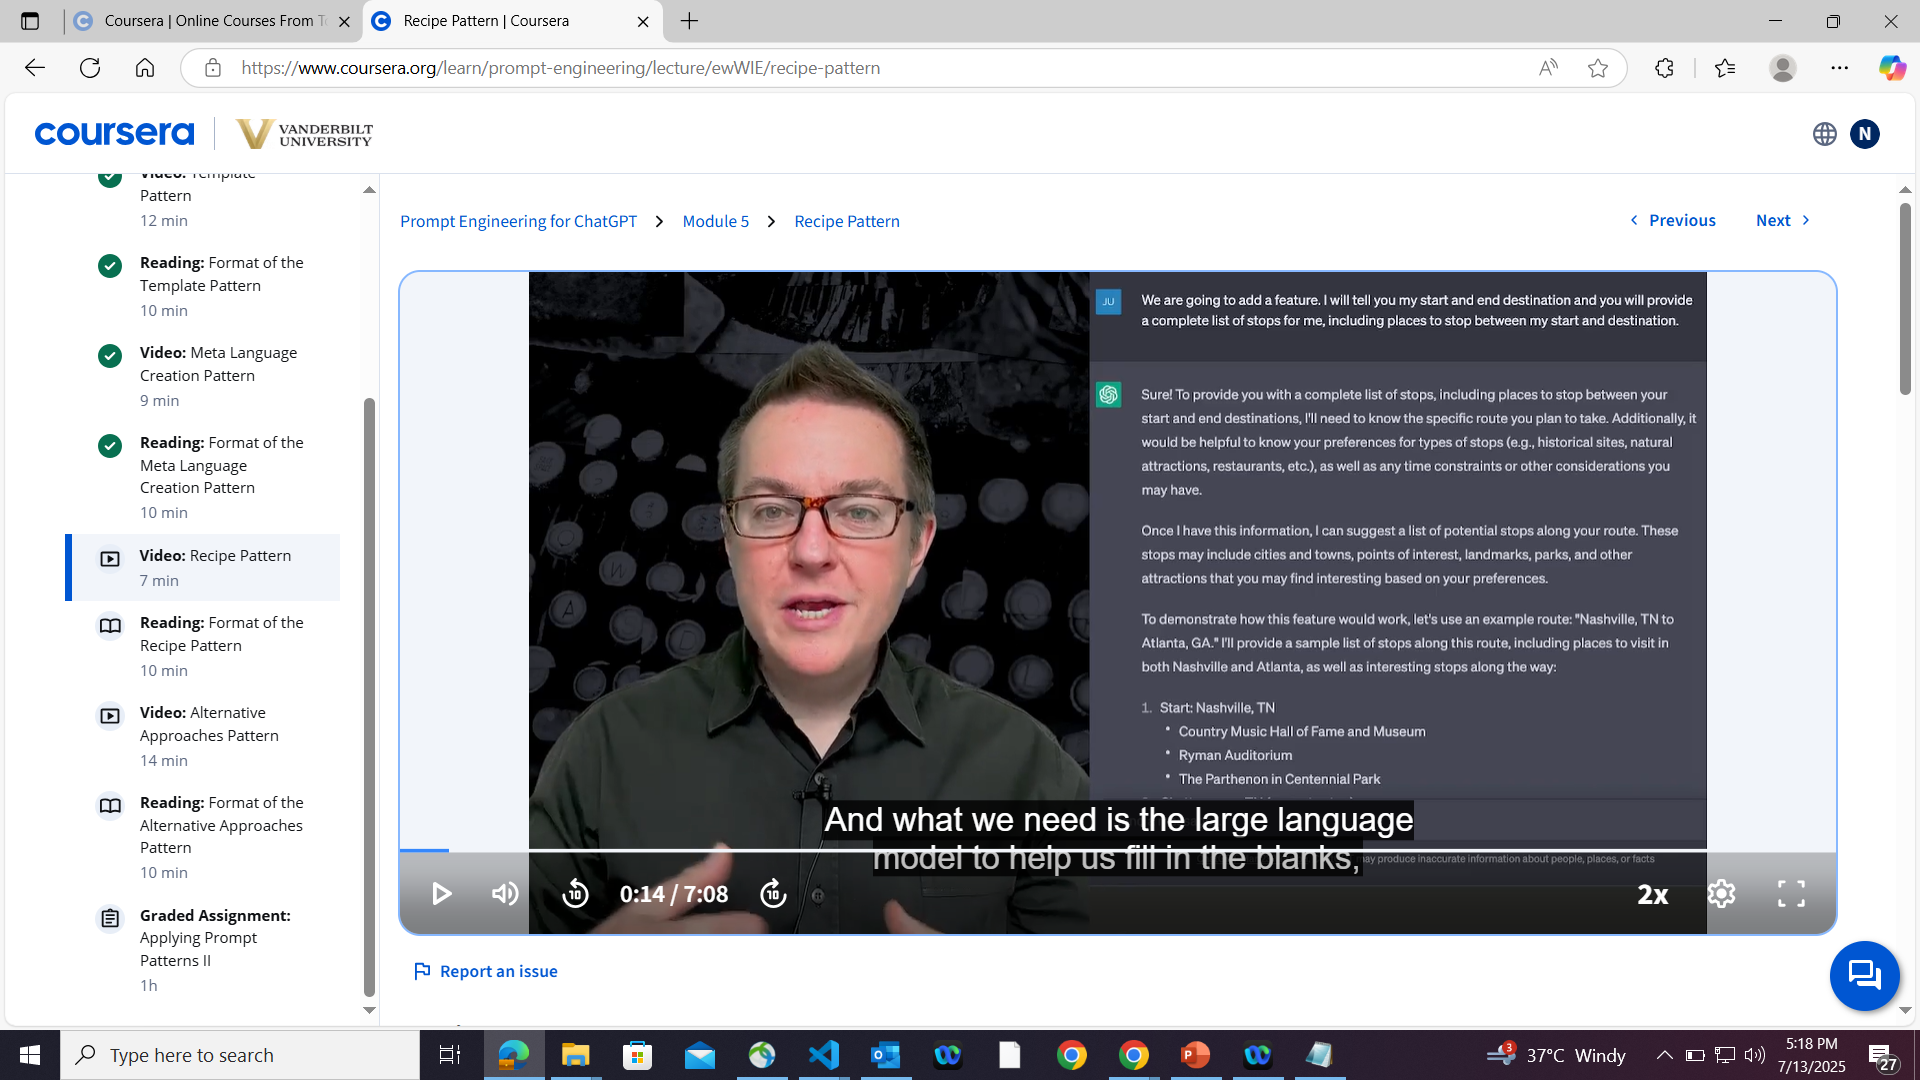 Coursera | Online Courses From T
Recipe Pattern | Coursera
https://www.coursera.org/learn/prompt-engineering/lecture/ewWIE/recipe-pattern
coursera
VANDERBILT
UNIVERSITY
N
Video: Template
Pattern
12 min
Reading: Format of the
Template Pattern
10 min
Video: Meta Language
Creation Pattern
9 min
Reading: Format of the
Meta Language
Creation Pattern
10 min
Video: Recipe Pattern
7 min
Reading: Format of the
Recipe Pattern
10 min
Video: Alternative
Approaches Pattern
14 min
Reading: Format of the
Alternative Approaches
Pattern
10 min
Graded Assignment:
Applying Prompt
Patterns II
1h
Prompt Engineering for ChatGPT
Module 5
Recipe Pattern
Previous
Next
JU
We are going to add a feature. I will tell you my start and end destination and you will provide
a complete list of stops for me, including places to stop between my start and destination.
Sure! To provide you with a complete list of stops, including places to stop between your
start and end destinations, I'll need to know the specific route you plan to take. Additionally, it
would be helpful to know your preferences for types of stops (e.g., historical sites, natural
attractions, restaurants, etc.), as well as any time constraints or other considerations you
may have.
Once I have this information, I can suggest a list of potential stops along your route. These
stops may include cities and towns, points of interest, landmarks, parks, and other
attractions that you may find interesting based on your preferences.
To demonstrate how this feature would work, let's use an example route: "Nashville, TN to
Atlanta, GA." I'll provide a sample list of stops along this route, including places to visit in
both Nashville and Atlanta, as well as interesting stops along the way:
1. Start: Nashville, TN
• Country Music Hall of Fame and Museum
• Ryman Auditorium
• The Parthenon in Centennial Park
And what we need is the large language
model to help us fill in the blanks,
may produce inaccurate information about people, places, or facts
10
0:14 / 7:08
10
2x
Report an issue
Type here to search
3
37°C Windy
5:18 PM
7/13/2025
27